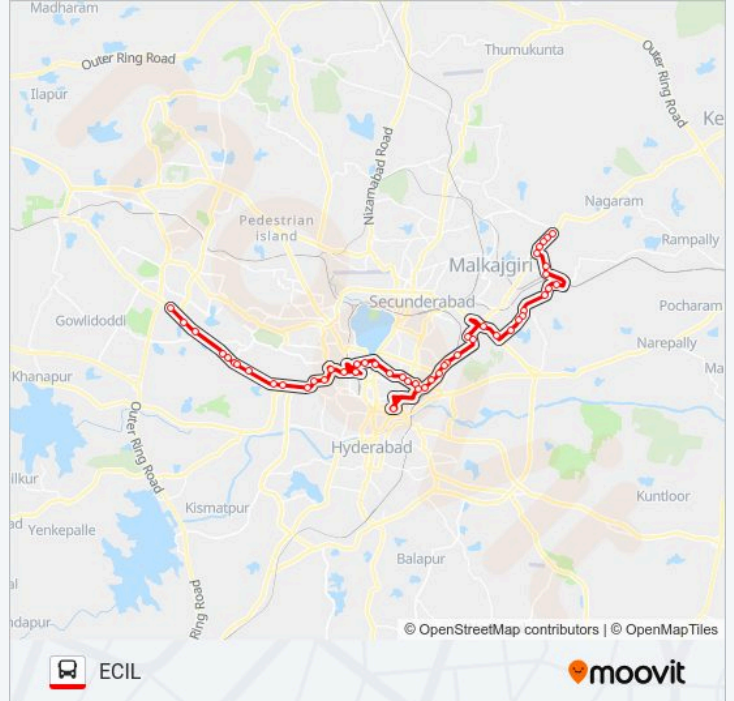 Madharam
Thumukunta
Outer Ring Road
Outer Ring Road
Ilapur
Ke
Nizamabad Road
Nagaram
Pedestrian
island
Rampally
Malkajgiri
Secunderabad
Pocharam
Gowlidoddi
Narepally
Ma
Khanapur
Outer Ring Road
Hyderabad
ilkur
Kismatpur
Kuntloor
ad
Yenkepalle
Balapur
al
Ring Road
ndapur
© OpenStreetMap contributors | © OpenMapTiles
ECIL
moovit